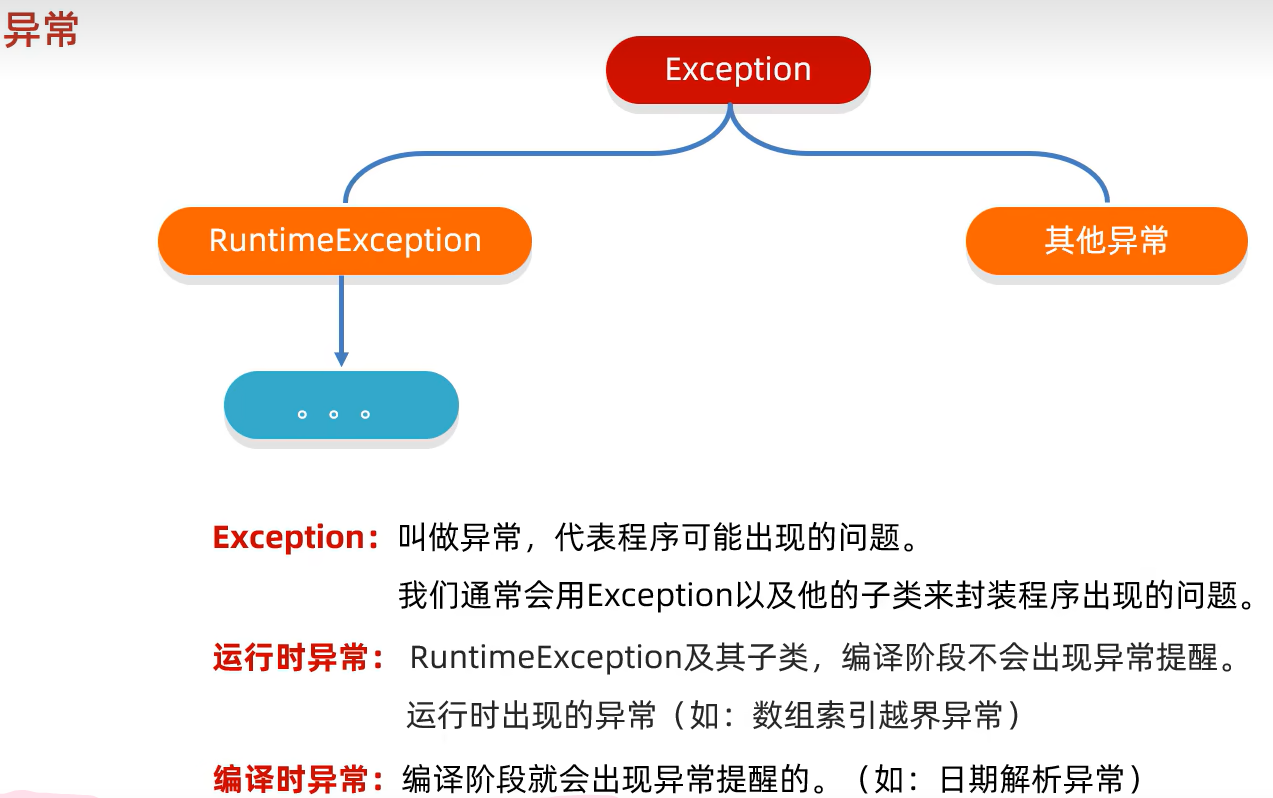 异常
Exception
RuntimeException
其他异常
。。。
Exception：叫做异常，代表程序可能出现的问题。
我们通常会用Exception以及他的子类来封装程序出现的问题。
运行时异常： RuntimeException及其子类，编译阶段不会出现异常提醒。
运行时出现的异常（如：数组索引越界异常）
编译时异常：编译阶段就会出现异常提醒的。（如：日期解析异常）